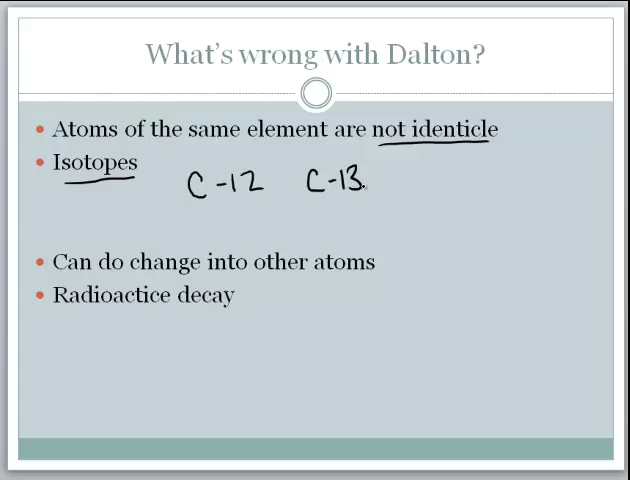 What's wrong with Dalton?
Atoms of the same element are not identicle
Isotopes
C-12 C-13
Can do change into other atoms
Radioactice decay